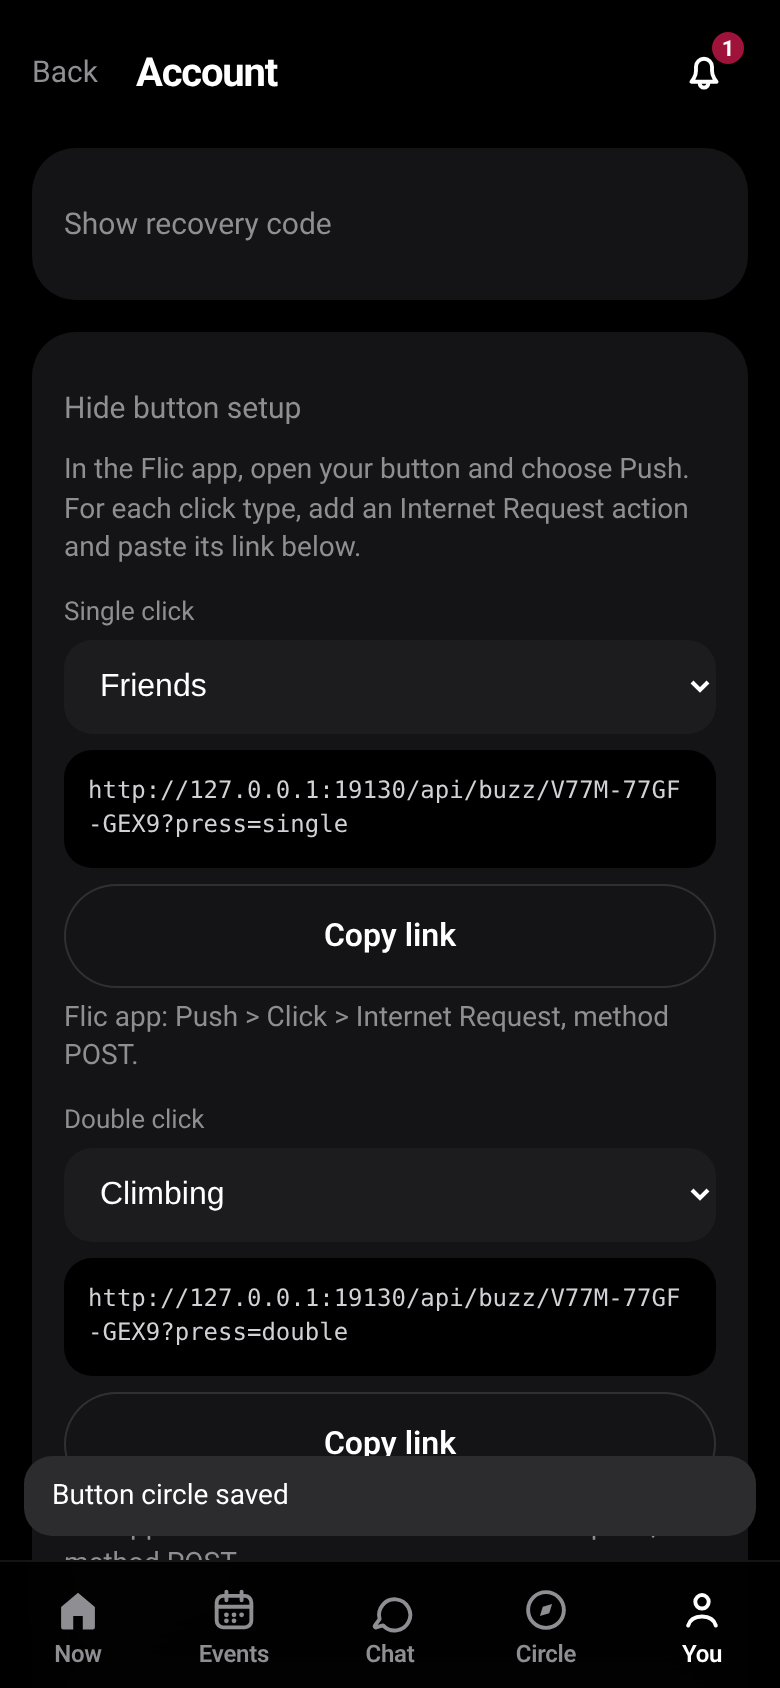 Back
Account
1
Show recovery code
Hide button setup
In the Flic app, open your button and choose Push.
For each click type, add an Internet Request action
and paste its link below.
Single click
Friends
http://127.0.0.1:19130/api/buzz/V77M-77GF
-GEX9?press=single
Copy link
Flic app: Push > Click > Internet Request, method
POST.
Double click
Climbing
http://127.0.0.1:19130/api/buzz/V77M-77GF
-GEX9?press=double
Copy link
Button circle saved
method POST
Now
Events
Chat
Circle
You